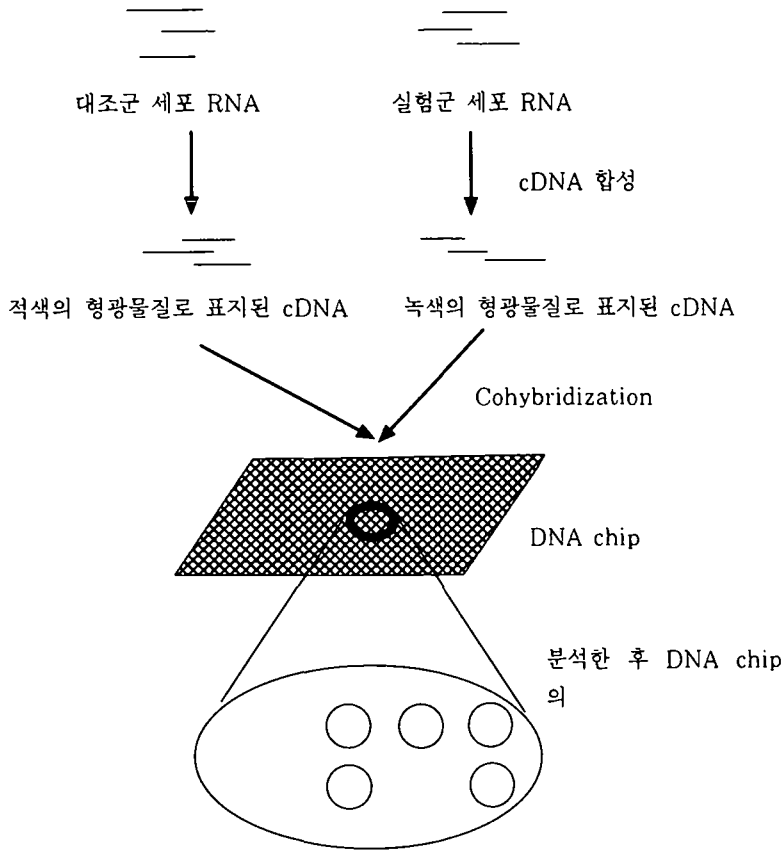 대조군 세포 RNA
실험군 세포 RNA
cDNA 합성
적색의 형광물질로 표지된 cDNA
녹색의 형광물질로 표지된 cDNA
Cohybridization
DNA chip
분석한 후 DNA chip
의